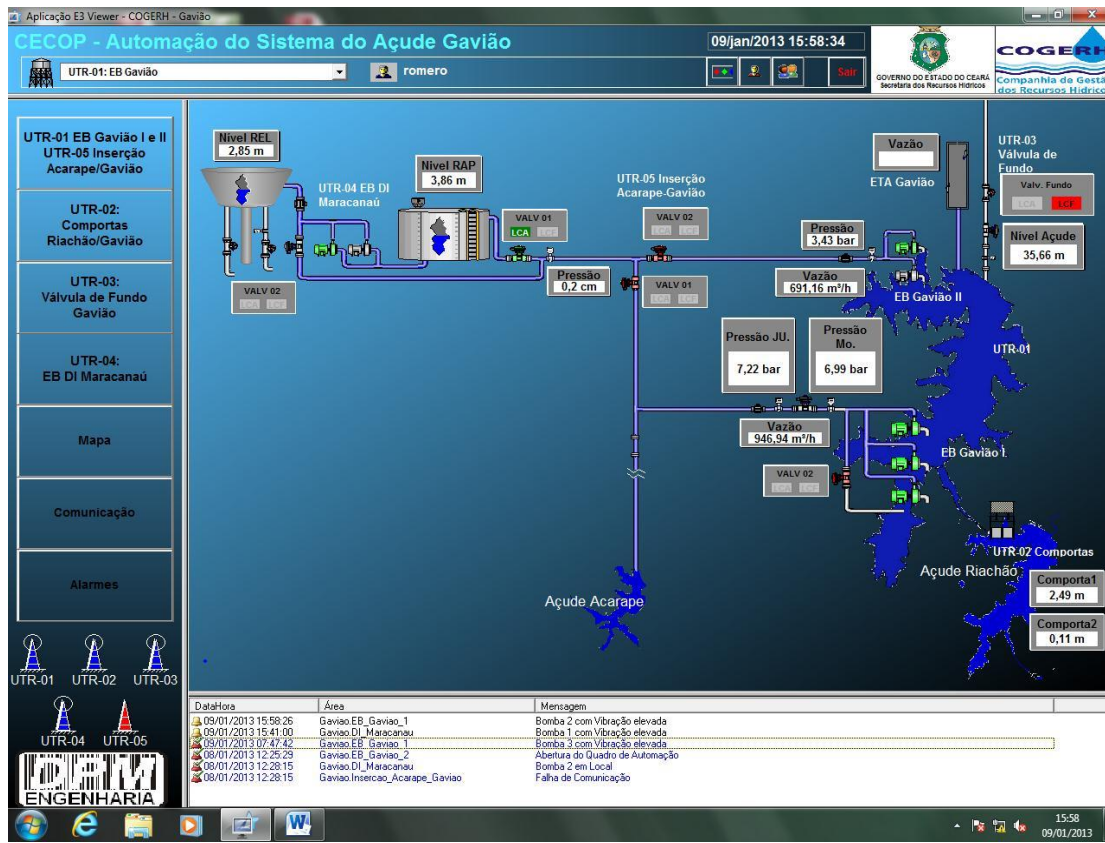 Aplicação E3 Viewer - COGERH - Gavião
CECOP - Automação do Sistema do Açude Gavião
09/jan/2013 15:58:34
UTR-01: EB Gavião
romero
Sair
GOVERNO DO ESTADO DO CEARÁ
Secretaria dos Recursos Hídricos
COGERH
Companhia de Gestã
dos Recursos Hídricos
UTR-01 EB Gavião I e II
UTR-05 Inserção
Acarape/Gavião
UTR-02:
Comportas
Riachão/Gavião
UTR-03:
Válvula de Fundo
Gavião
UTR-04:
EB DI Maracanaú
Mapa
Comunicação
Alarmes
UTR-01
UTR-02
UTR-03
UTR-04
UTR-05
DPM
ENGENHARIA
Nivel REL
2,85 m
UTR-04 EB DI
Maracanaú
Nivel RAP
3,86 m
VALV 02
LCA LCF
VALV 01
LCA LCF
Pressão
0,2 cm
UTR-05 Inserção
Acarape-Gavião
VALV 02
LCA LCF
VALV 01
LCA LCF
Vazão
ETA Gavião
UTR-03
Válvula de
Fundo
Valv. Fundo
LCA LCF
Nível Açude
35,66 m
Pressão
3,43 bar
Vazão
691,16 m³/h
EB Gavião II
UTR-01
Pressão JU.
7,22 bar
Pressão
Mo.
6,99 bar
Vazão
946,94 m³/h
VALV 02
LCA LCF
EB Gavião I
UTR-02 Comportas
Açude Riachão
Comporta1
2,49 m
Comporta2
0,11 m
Açude Acarape
DataHora Área Mensagem
09/01/2013 15:58:26 Gaviao.EB_Gaviao_1 Bomba 2 com Vibração elevada
09/01/2013 15:41:00 Gaviao.DI_Maracanau Bomba 1 com Vibração elevada
09/01/2013 07:47:42 Gaviao.EB_Gaviao_1 Bomba 3 com Vibração elevada
08/01/2013 12:25:29 Gaviao.EB_Gaviao_2 Abertura do Quadro de Automação
08/01/2013 12:28:15 Gaviao.DI_Maracanau Bomba 2 em Local
08/01/2013 12:28:15 Gaviao.Insercao_Acarape_Gaviao Falha de Comunicação
15:58
09/01/2013